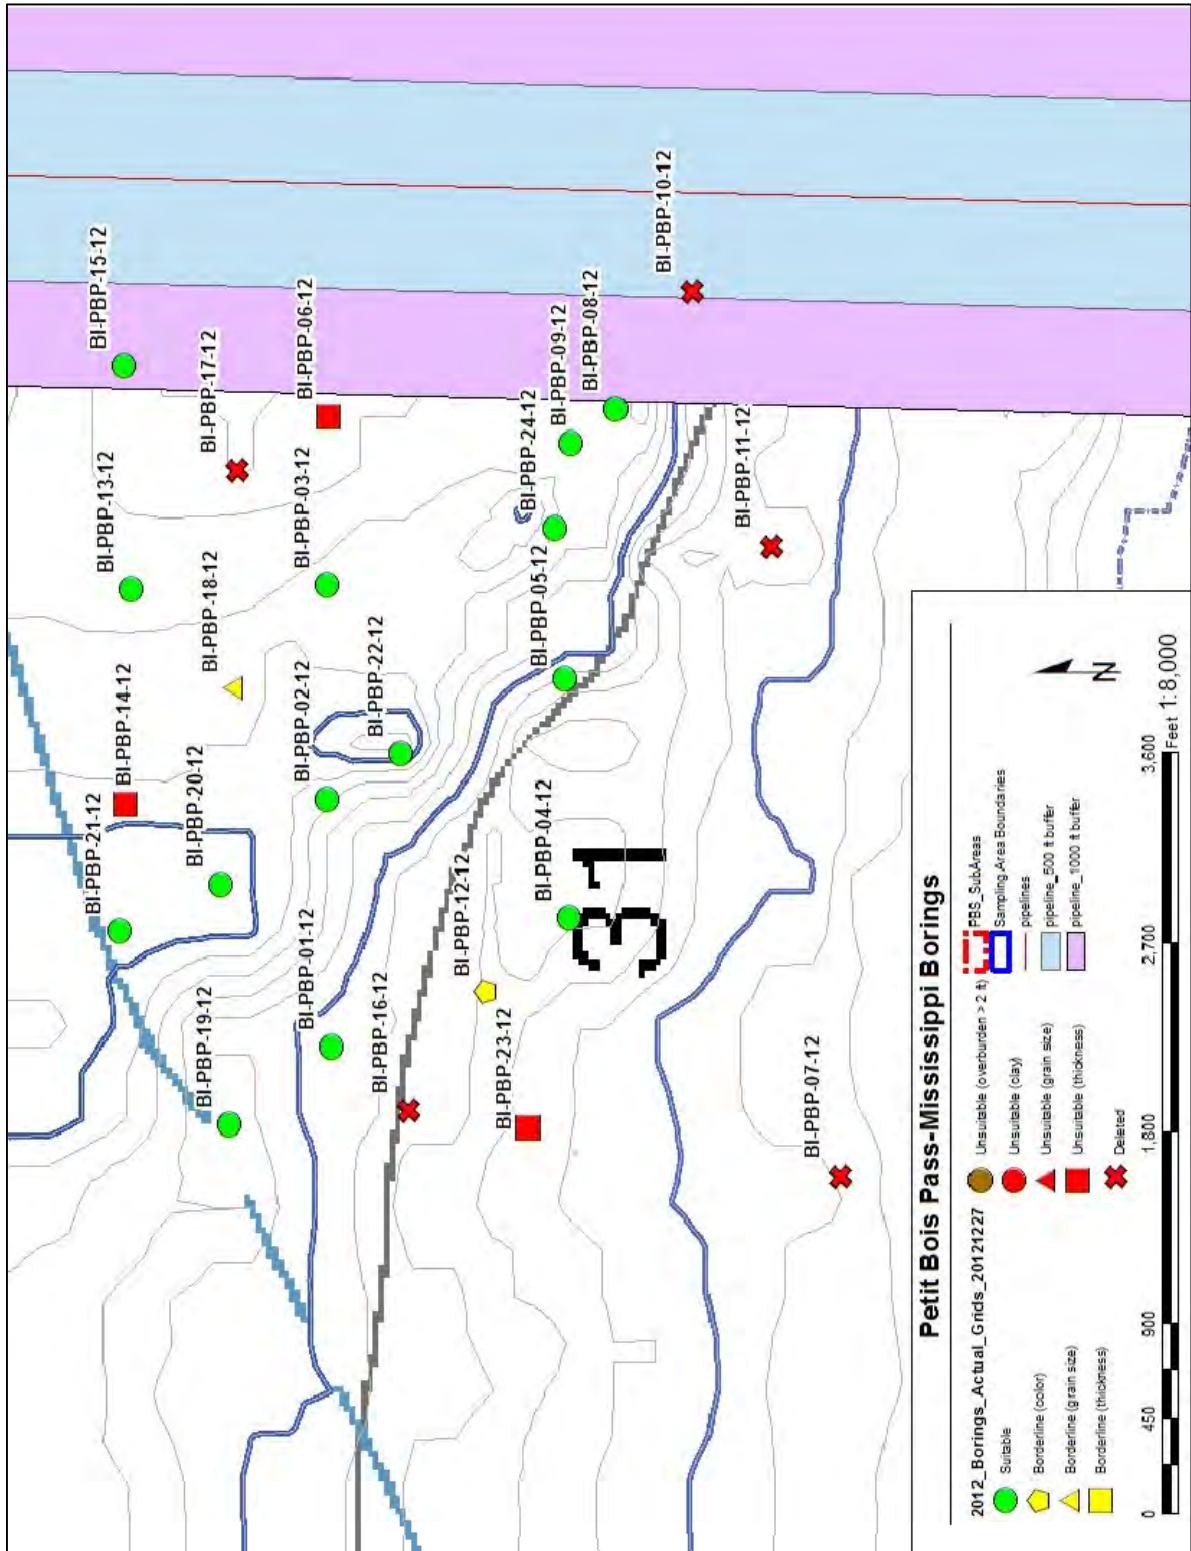 BI-PBP-15-12
BI-PBP-17-12
BI-PBP-06-12
BI-PBP-13-12
BI-PBP-18-12
BI-PBP-03-12
BI-PBP-10-12
BI-PBP-08-12
BI-PBP-09-12
BI-PBP-24-12
BI-PBP-11-12
BI-PBP-05-12
BI-PBP-14-12
BI-PBP-20-12
BI-PBP-21-12
BI-PBP-02-12
BI-PBP-22-12
BI-PBP-04-12
BI-PBP-12-12
BI-PBP-01-12
BI-PBP-16-12
BI-PBP-19-12
BI-PBP-23-12
BI-PBP-07-12
31
Petit Bois Pass-Mississippi Borings
2012_Borings_Actual_Grids_20121227
Suitable
Borderline (color)
Borderline (grain size)
Borderline (thickness)
Unsuitable (overburden > 2 ft)
Unsuitable (clay)
Unsuitable (grain size)
Unsuitable (thickness)
Deleted
PBS_SubAreas
Sampling Area Boundaries
pipelines
pipeline_500 ft buffer
pipeline_1000 ft buffer
N
0 450 900 1,800 2,700 3,600
Feet 1:8,000